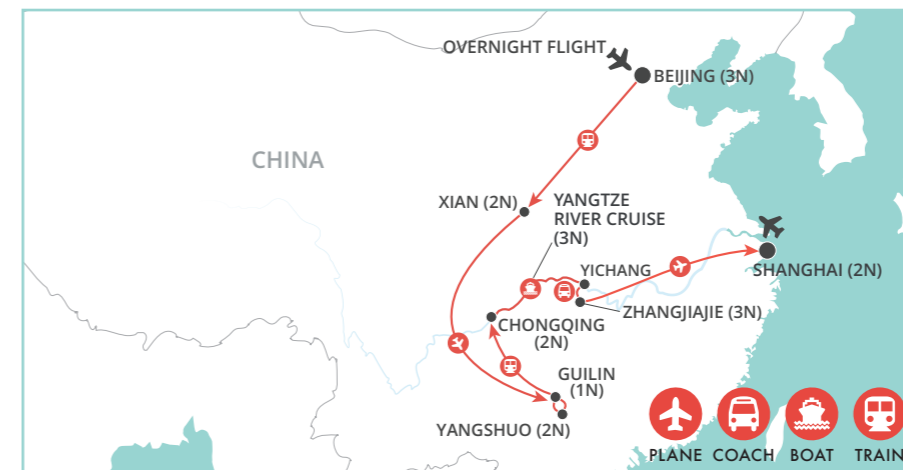 OVERNIGHT FLIGHT
BEIJING (3N)
CHINA
XIAN (2N)
YANGTZE
RIVER CRUISE
(3N)
YICHANG
SHANGHAI (2N)
ZHANGJIAJIE (3N)
CHONGQING
(2N)
GUILIN
(1N)
YANGSHUO (2N)
PLANE COACH BOAT TRAIN